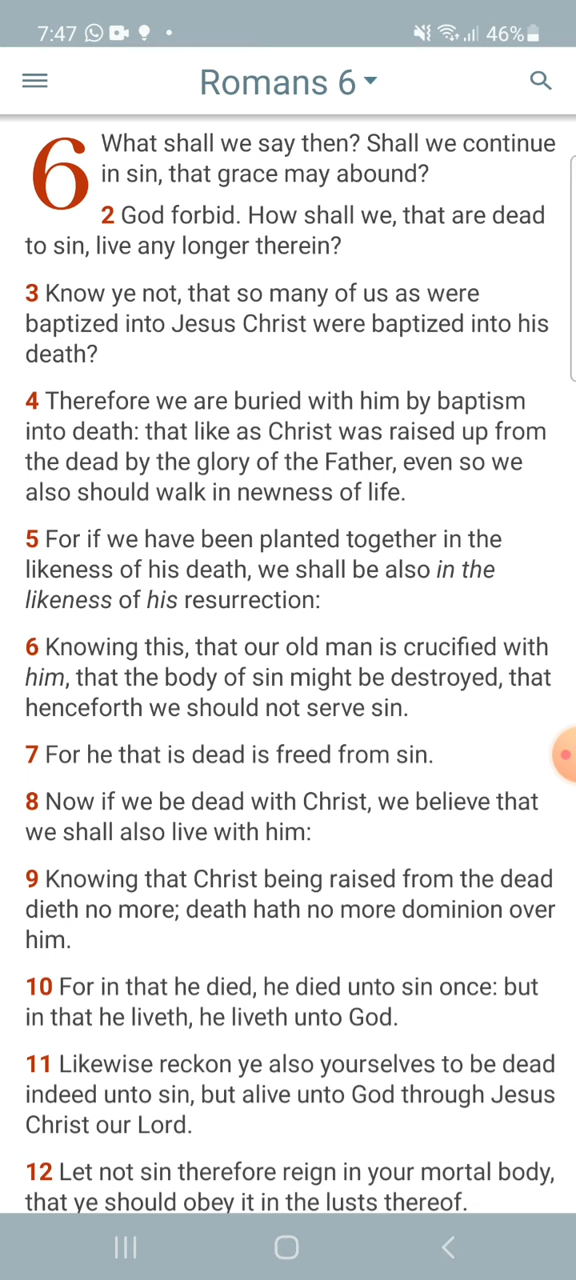 7:47
46%
Romans 6
6 What shall we say then? Shall we continue
in sin, that grace may abound?
2 God forbid. How shall we, that are dead
to sin, live any longer therein?
3 Know ye not, that so many of us as were
baptized into Jesus Christ were baptized into his
death?
4 Therefore we are buried with him by baptism
into death: that like as Christ was raised up from
the dead by the glory of the Father, even so we
also should walk in newness of life.
5 For if we have been planted together in the
likeness of his death, we shall be also in the
likeness of his resurrection:
6 Knowing this, that our old man is crucified with
him, that the body of sin might be destroyed, that
henceforth we should not serve sin.
7 For he that is dead is freed from sin.
8 Now if we be dead with Christ, we believe that
we shall also live with him:
9 Knowing that Christ being raised from the dead
dieth no more; death hath no more dominion over
him.
10 For in that he died, he died unto sin once: but
in that he liveth, he liveth unto God.
11 Likewise reckon ye also yourselves to be dead
indeed unto sin, but alive unto God through Jesus
Christ our Lord.
12 Let not sin therefore reign in your mortal body,
that ye should obey it in the lusts thereof.